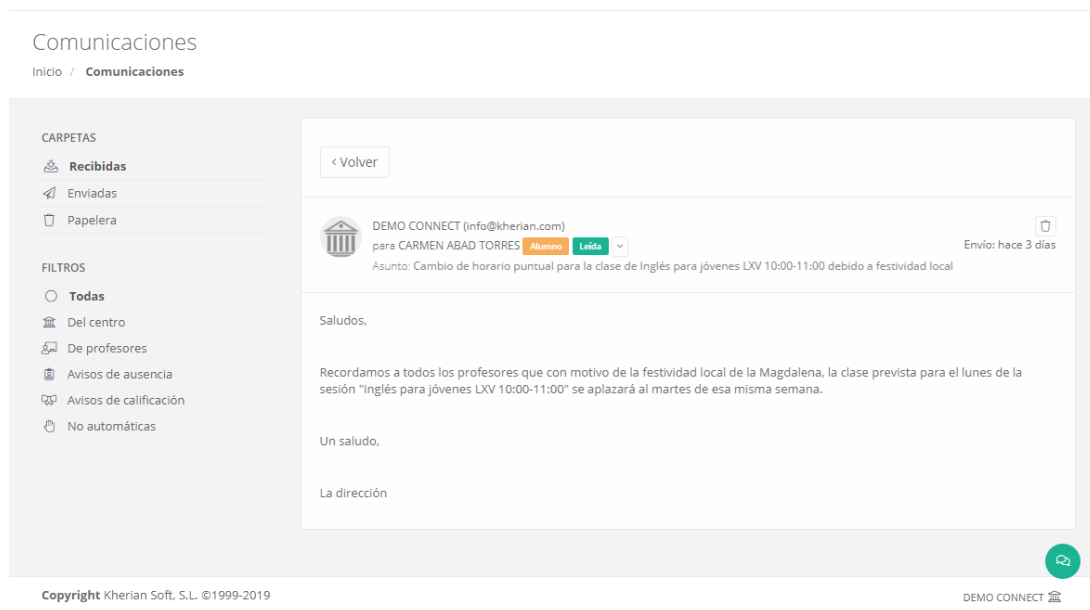 Comunicaciones
Inicio / Comunicaciones
CARPETAS
Recibidas
Enviadas
Papelera
FILTROS
Todas
Del centro
De profesores
Avisos de ausencia
Avisos de calificación
No automáticas
< Volver
DEMO CONNECT (info@kherian.com)
para CARMEN ABAD TORRES Alumno Leída
Envío: hace 3 días
Asunto: Cambio de horario puntual para la clase de Inglés para jóvenes LXV 10:00-11:00 debido a festividad local
Saludos,
Recordamos a todos los profesores que con motivo de la festividad local de la Magdalena, la clase prevista para el lunes de la
sesión "Inglés para jóvenes LXV 10:00-11:00" se aplazará al martes de esa misma semana.
Un saludo,
La dirección
Copyright Kherian Soft, S.L. ©1999-2019
DEMO CONNECT